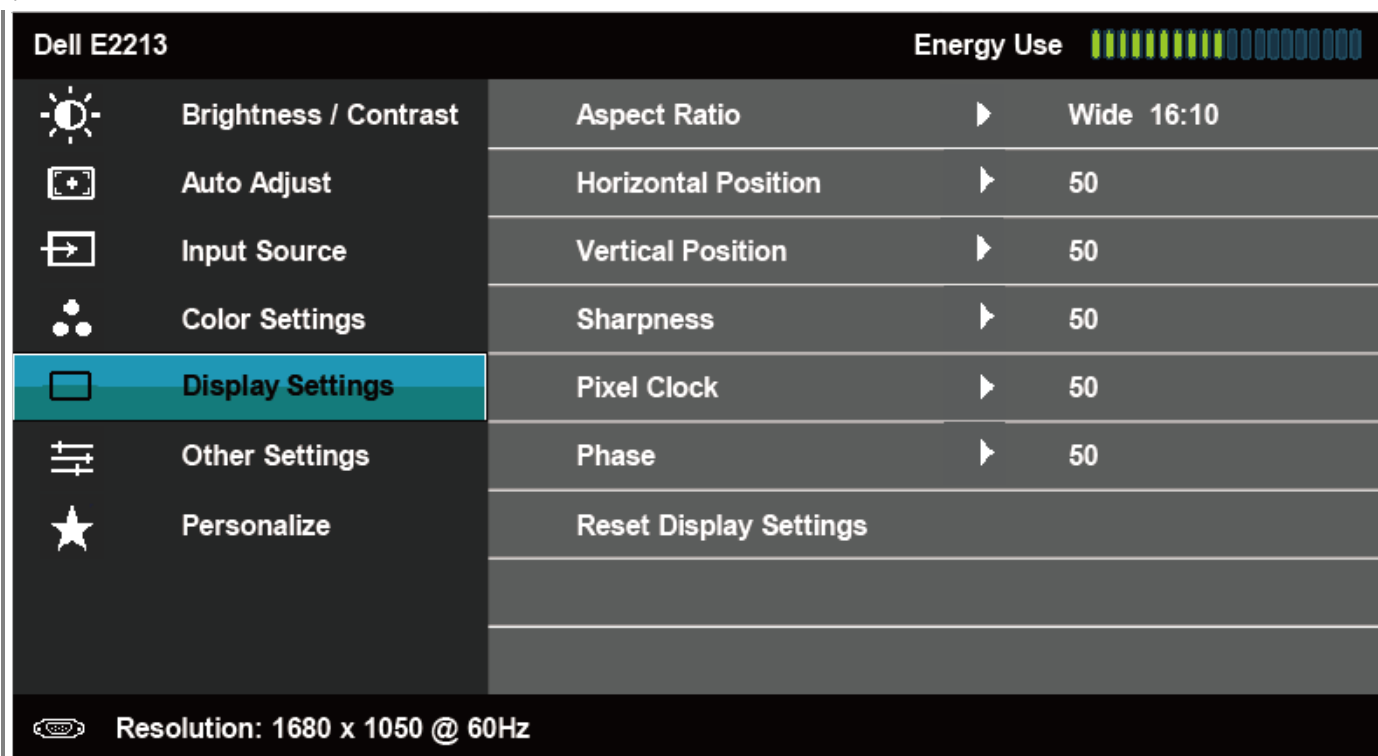 Dell E2213 Energy Use
Brightness / Contrast Aspect Ratio Wide 16:10
Auto Adjust Horizontal Position 50
Input Source Vertical Position 50
Color Settings Sharpness 50
Display Settings Pixel Clock 50
Other Settings Phase 50
Personalize Reset Display Settings
Resolution: 1680 x 1050 @ 60Hz